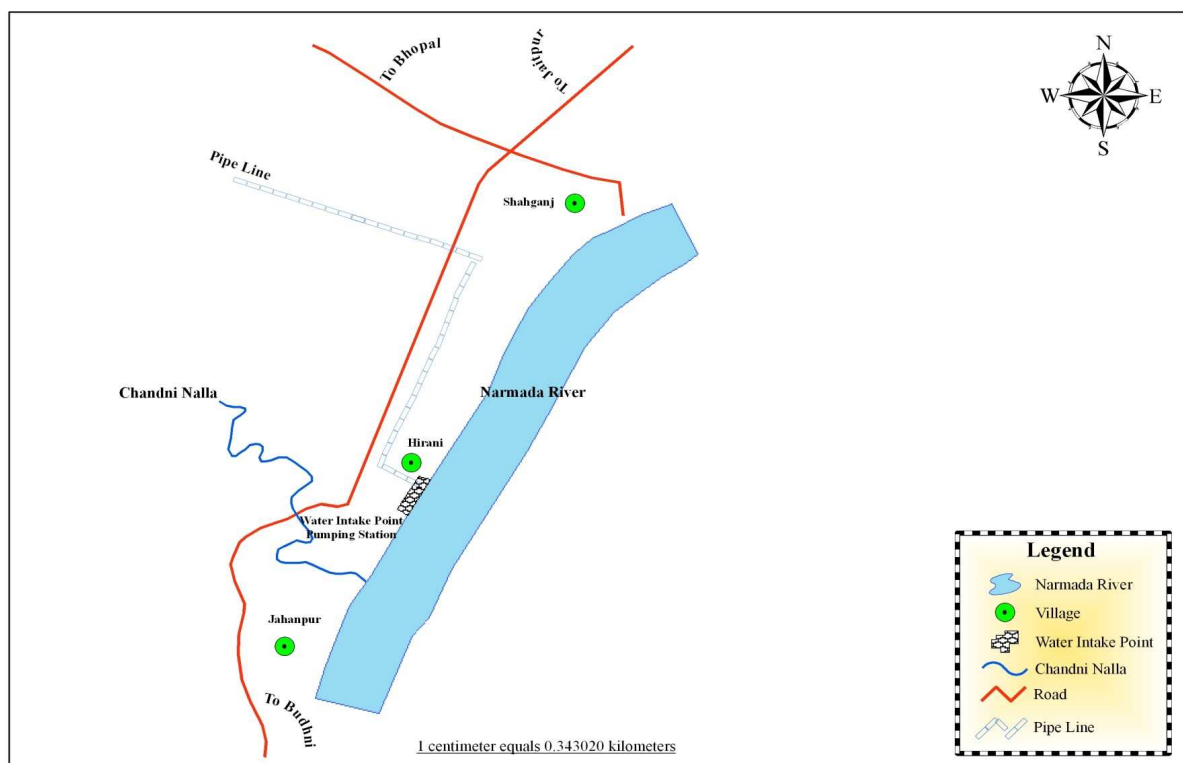 To Bhopal
To Jaitpur
N
W
E
S
Pipe Line
Shahganj
Chandni Nalla
Narmada River
Hirani
Water Intake Point
Pumping Station
Jahanpur
To Budhni
1 centimeter equals 0.343020 kilometers
Legend
Narmada River
Village
Water Intake Point
Chandni Nalla
Road
Pipe Line